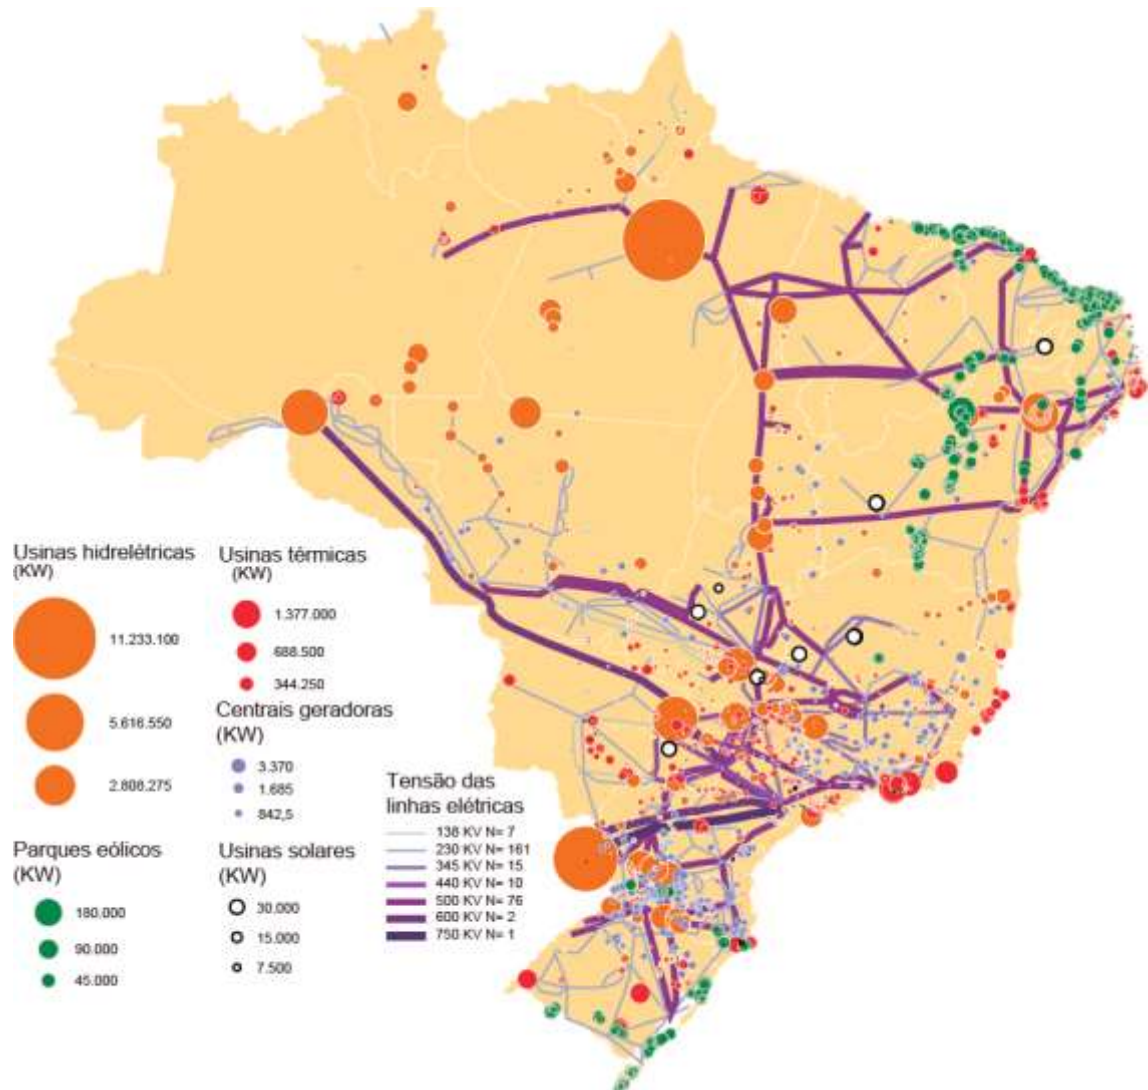 Usinas hidrelétricas
(KW)
11.233.100
5.616.550
2.808.275
Parques eólicos
(KW)
180.000
90.000
45.000
Usinas térmicas
(KW)
1.377.000
688.500
344.250
Centrais geradoras
(KW)
3.370
1.685
842,5
Usinas solares
(KW)
30.000
15.000
7.500
Tensão das
linhas elétricas
138 KV N= 7
230 KV N= 161
345 KV N= 15
440 KV N= 10
500 KV N= 76
600 KV N= 2
750 KV N= 1